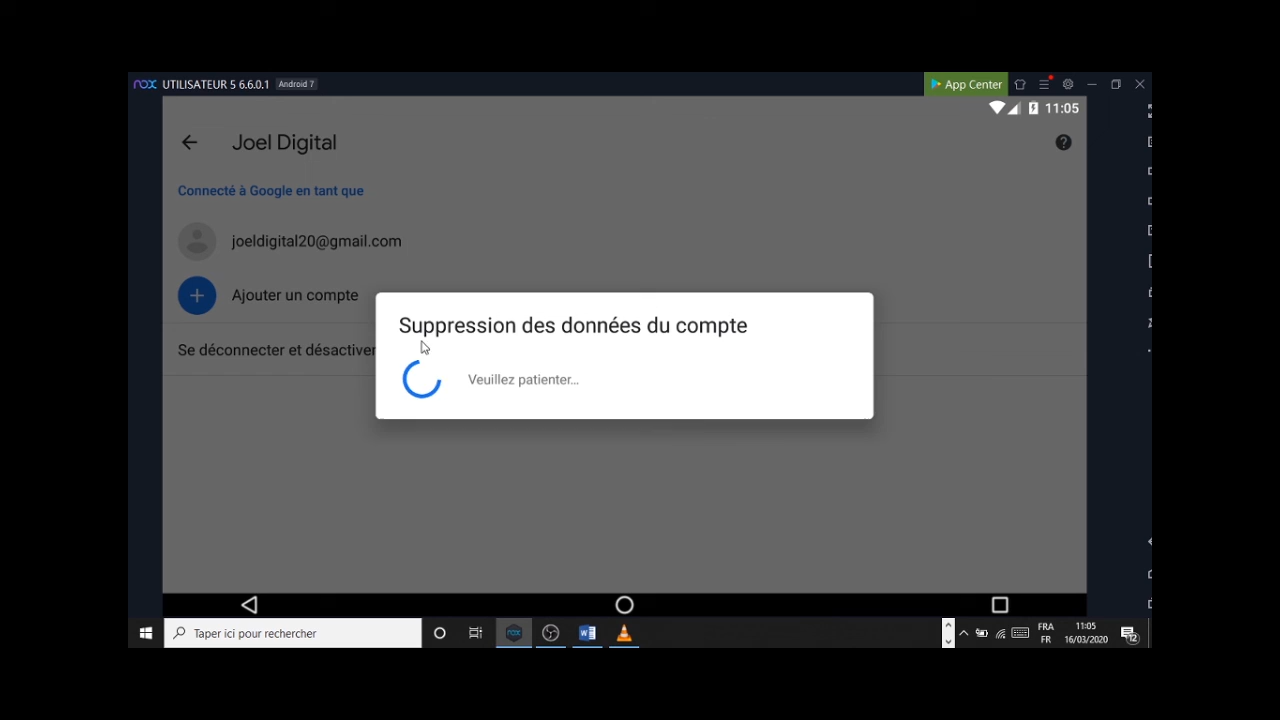 nox UTILISATEUR 5 6.6.0.1 Android 7
App Center
11:05
Joel Digital
Connecté à Google en tant que
joeldigital20@gmail.com
Ajouter un compte
Se déconnecter et désactiver
Suppression des données du compte
Veuillez patienter...
Taper ici pour rechercher
FRA
FR
11:05
16/03/2020
12